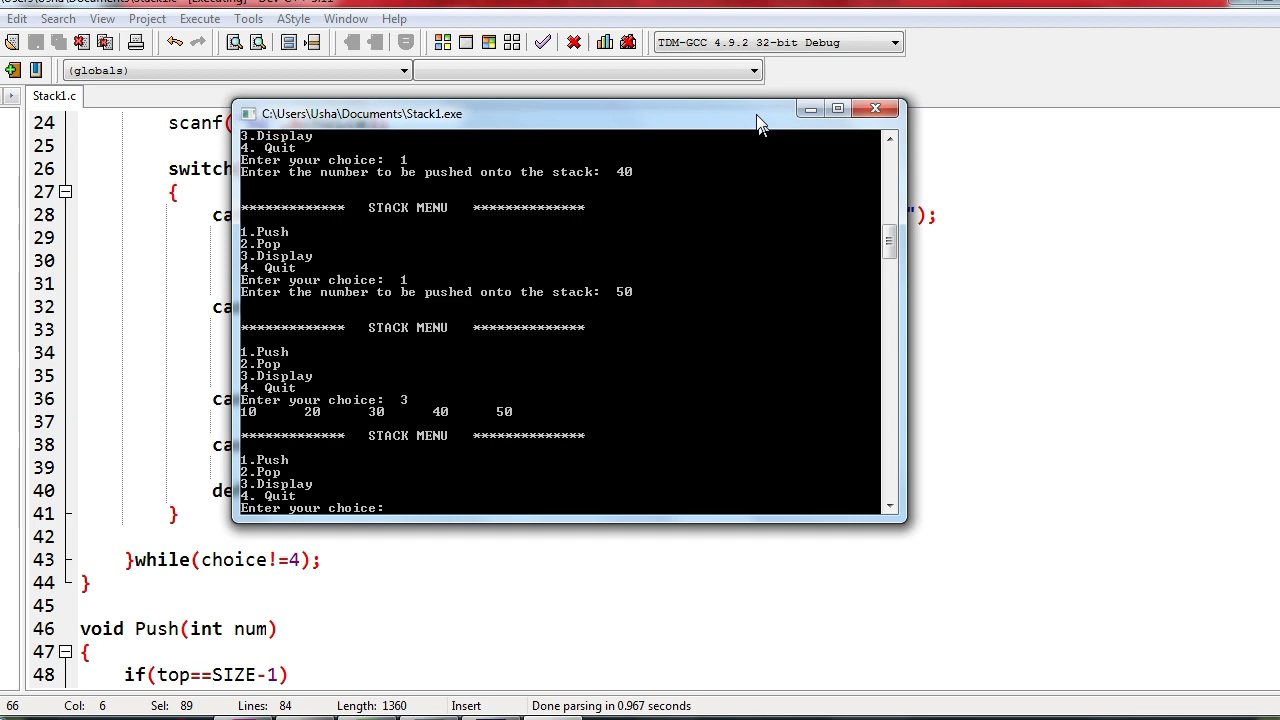 Edit Search View Project Execute Tools AStyle Window Help
TDM-GCC 4.9.2 32-bit Debug
(globals)
Stack1.c
C:\Users\Usha\Documents\Stack1.exe
3.Display
4. Quit
Enter your choice: 1
Enter the number to be pushed onto the stack: 40
************* STACK MENU **************
1.Push
2.Pop
3.Display
4. Quit
Enter your choice: 1
Enter the number to be pushed onto the stack: 50
************* STACK MENU **************
1.Push
2.Pop
3.Display
4. Quit
Enter your choice: 3
10 20 30 40 50
************* STACK MENU **************
1.Push
2.Pop
3.Display
4. Quit
Enter your choice:
24 scanf(
25
26 switch
27 {
28 ca ");
29
30
31
32 ca
33
34
35
36 ca
37
38 ca
39
40 de
41 }
42
43 }while(choice!=4);
44 }
45
46 void Push(int num)
47 {
48 if(top==SIZE-1)
66 Col: 6 Sel: 89 Lines: 84 Length: 1360 Insert Done parsing in 0.967 seconds